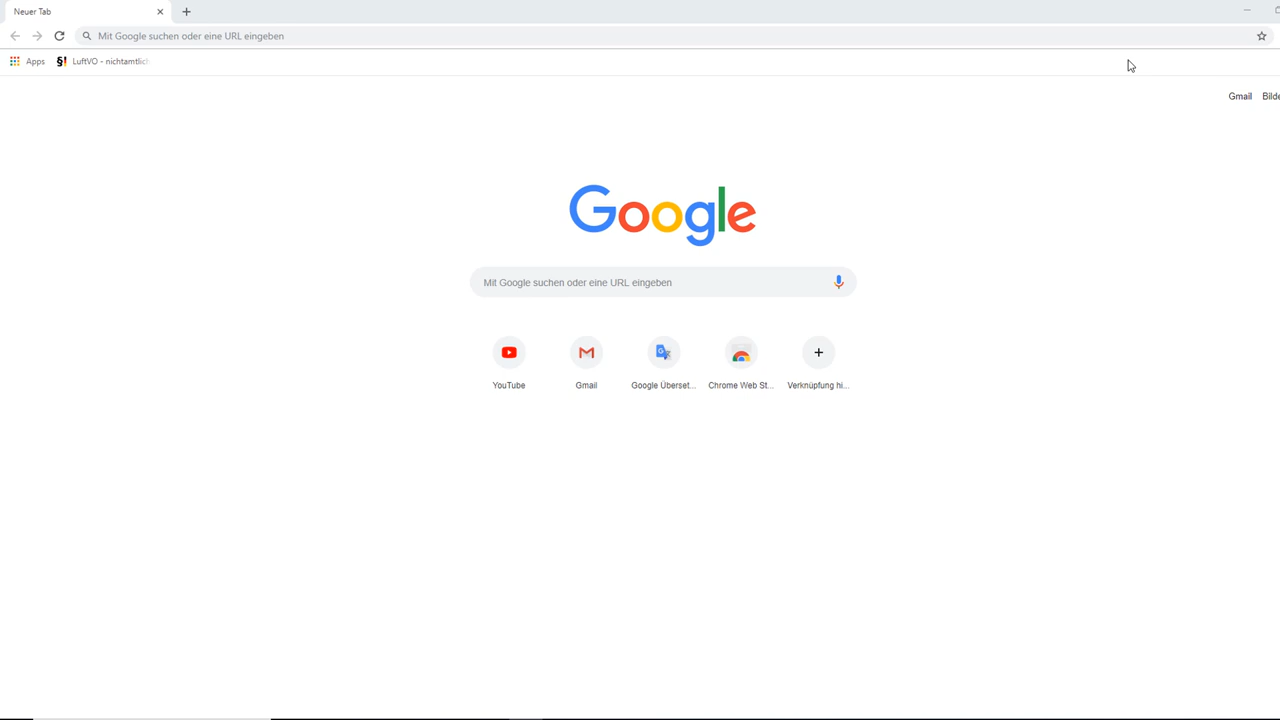 Neuer Tab
Mit Google suchen oder eine URL eingeben
Apps
§! LuftVO - nichtamtlich
Gmail Bilde
Google
Mit Google suchen oder eine URL eingeben
YouTube
Gmail
Google Überset...
Chrome Web St...
Verknüpfung hi...